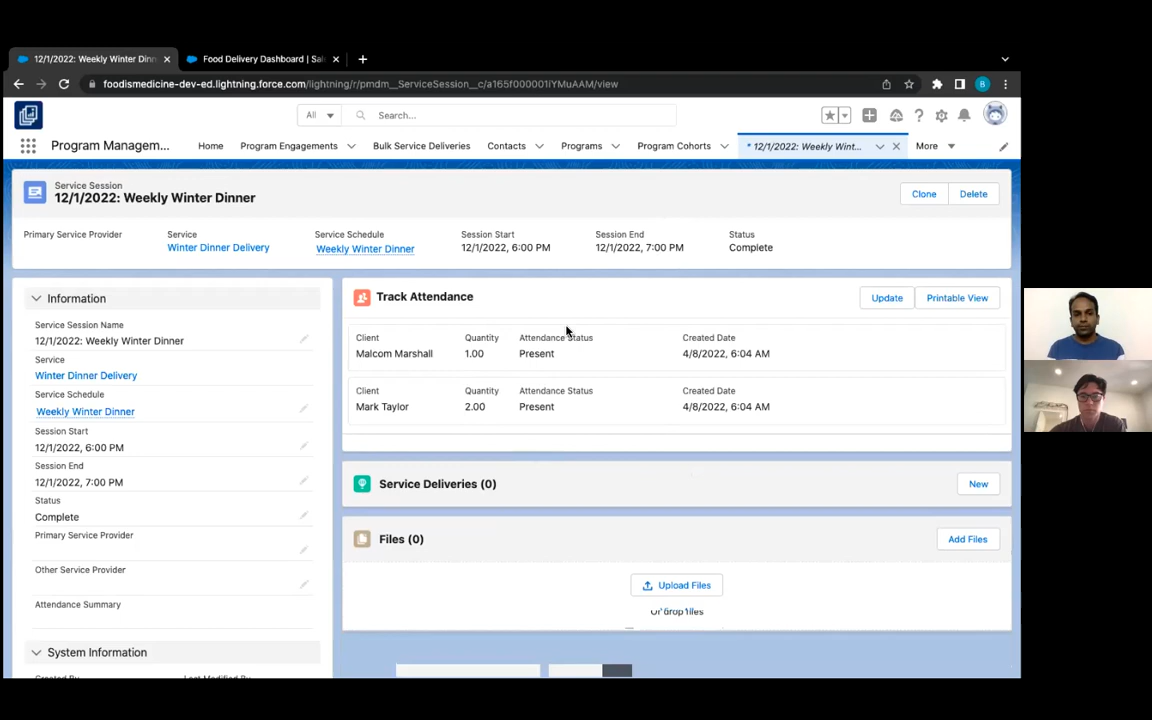 12/1/2022: Weekly Winter Dinn
Food Delivery Dashboard | Sal
foodismedicine-dev-ed.lightning.force.com/lightning/r/pmdm__ServiceSession__c/a165f000001iYMuAAM/view
B
All
Search...
Program Managem...
Home
Program Engagements
Bulk Service Deliveries
Contacts
Programs
Program Cohorts
* 12/1/2022: Weekly Wint...
More
Service Session
12/1/2022: Weekly Winter Dinner
Clone
Delete
Primary Service Provider
Service
Winter Dinner Delivery
Service Schedule
Weekly Winter Dinner
Session Start
12/1/2022, 6:00 PM
Session End
12/1/2022, 7:00 PM
Status
Complete
Information
Service Session Name
12/1/2022: Weekly Winter Dinner
Service
Winter Dinner Delivery
Service Schedule
Weekly Winter Dinner
Session Start
12/1/2022, 6:00 PM
Session End
12/1/2022, 7:00 PM
Status
Complete
Primary Service Provider
Other Service Provider
Attendance Summary
System Information
Created By
Last Modified By
Track Attendance
Update
Printable View
Client
Quantity
Attendance Status
Created Date
Malcom Marshall
1.00
Present
4/8/2022, 6:04 AM
Client
Quantity
Attendance Status
Created Date
Mark Taylor
2.00
Present
4/8/2022, 6:04 AM
Service Deliveries (0)
New
Files (0)
Add Files
Upload Files
Or drop files